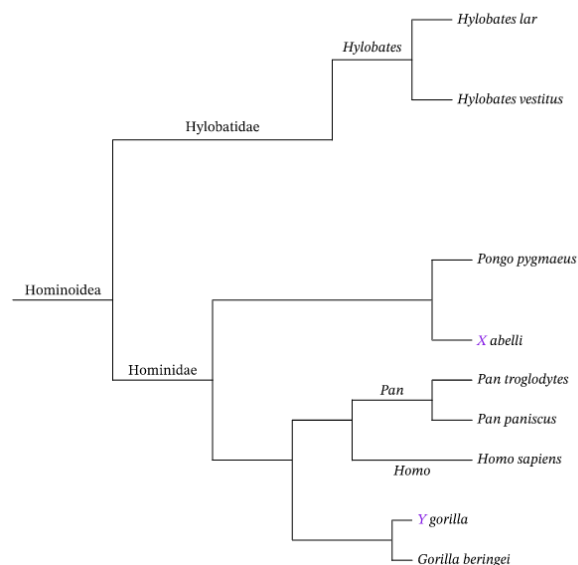 Hylobates lar
Hylobates
Hylobates vestitus
Hylobatidae
Pongo pygmaeus
Hominoidea
X abelli
Hominidae
Pan troglodytes
Pan
Pan paniscus
Homo sapiens
Homo
Y gorilla
Gorilla beringei